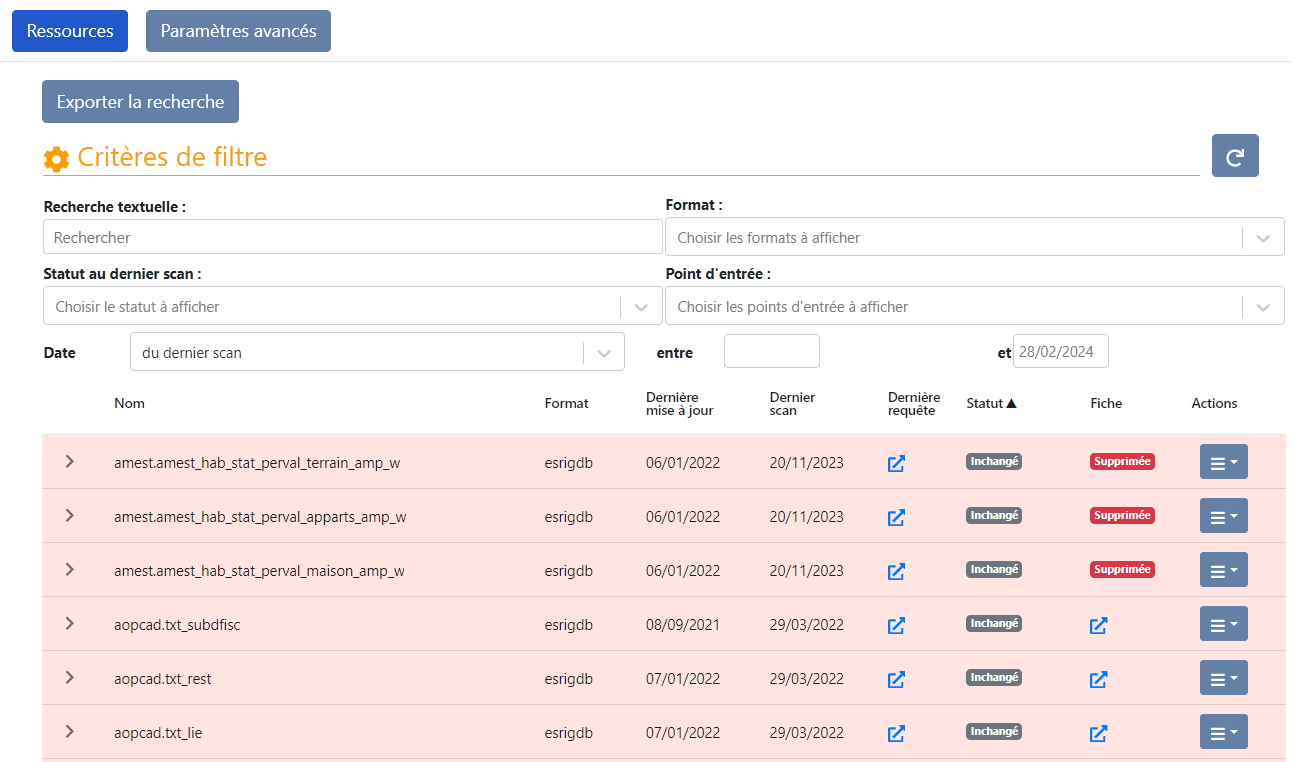 Ressources Paramètres avancés
Exporter la recherche
Critères de filtre
Recherche textuelle : Format :
Rechercher Choisir les formats à afficher
Statut au dernier scan : Point d'entrée :
Choisir le statut à afficher Choisir les points d'entrée à afficher
Date du dernier scan entre et 28/02/2024
Nom Format Dernière mise à jour Dernier scan Dernière requête Statut ▲ Fiche Actions
amest.amest_hab_stat_perval_terrain_amp_w esrigdb 06/01/2022 20/11/2023 Inchangé Supprimée
amest.amest_hab_stat_perval_apparts_amp_w esrigdb 06/01/2022 20/11/2023 Inchangé Supprimée
amest.amest_hab_stat_perval_maison_amp_w esrigdb 06/01/2022 20/11/2023 Inchangé Supprimée
aopcad.txt_subdfisc esrigdb 08/09/2021 29/03/2022 Inchangé
aopcad.txt_rest esrigdb 07/01/2022 29/03/2022 Inchangé
aopcad.txt_lie esrigdb 07/01/2022 29/03/2022 Inchangé